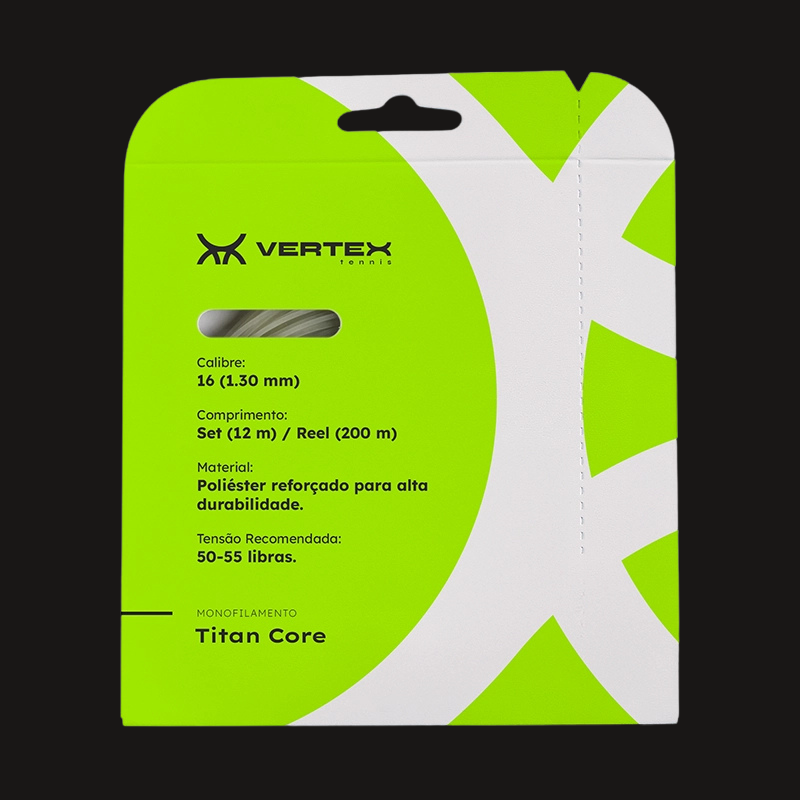 VERTEX
tennis
Calibre:
16 (1.30 mm)
Comprimento:
Set (12 m) / Reel (200 m)
Material:
Poliéster reforçado para alta
durabilidade.
Tensão Recomendada:
50-55 libras.
MONOFILAMENTO
Titan Core